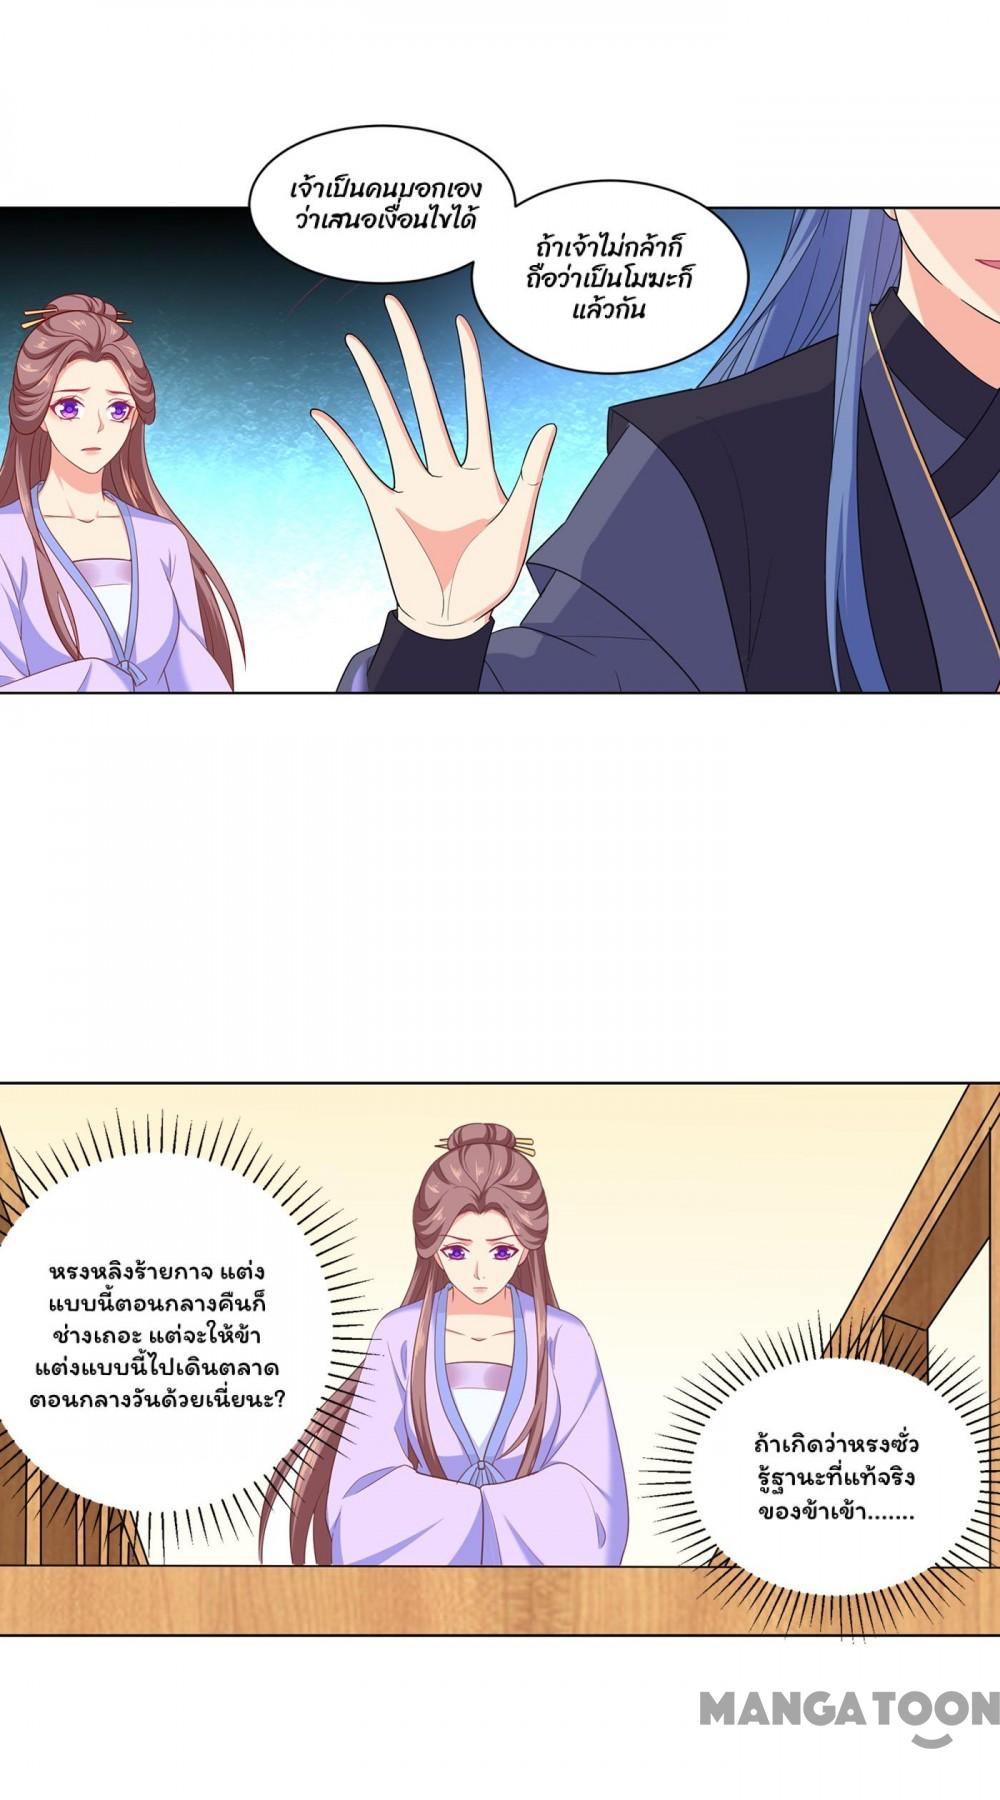 เจ้าเป็นคนบอกเอง
ว่าเสนอเงื่อนไขได้
ถ้าเจ้าไม่กล้าก็
ถือว่าเป็นโมฆะก็
แล้วกัน
หรงหลิงร้ายกาจ แต่ง
แบบนี้ตอนกลางคืนก็
ช่างเถอะ แต่จะให้ข้า
แต่งแบบนี้ไปเดินตลาด
ตอนกลางวันด้วยเนี่ยนะ?
ถ้าเกิดว่าหรงซั่ว
รู้ฐานะที่แท้จริง
ของข้าเข้า.......
MANGATOON